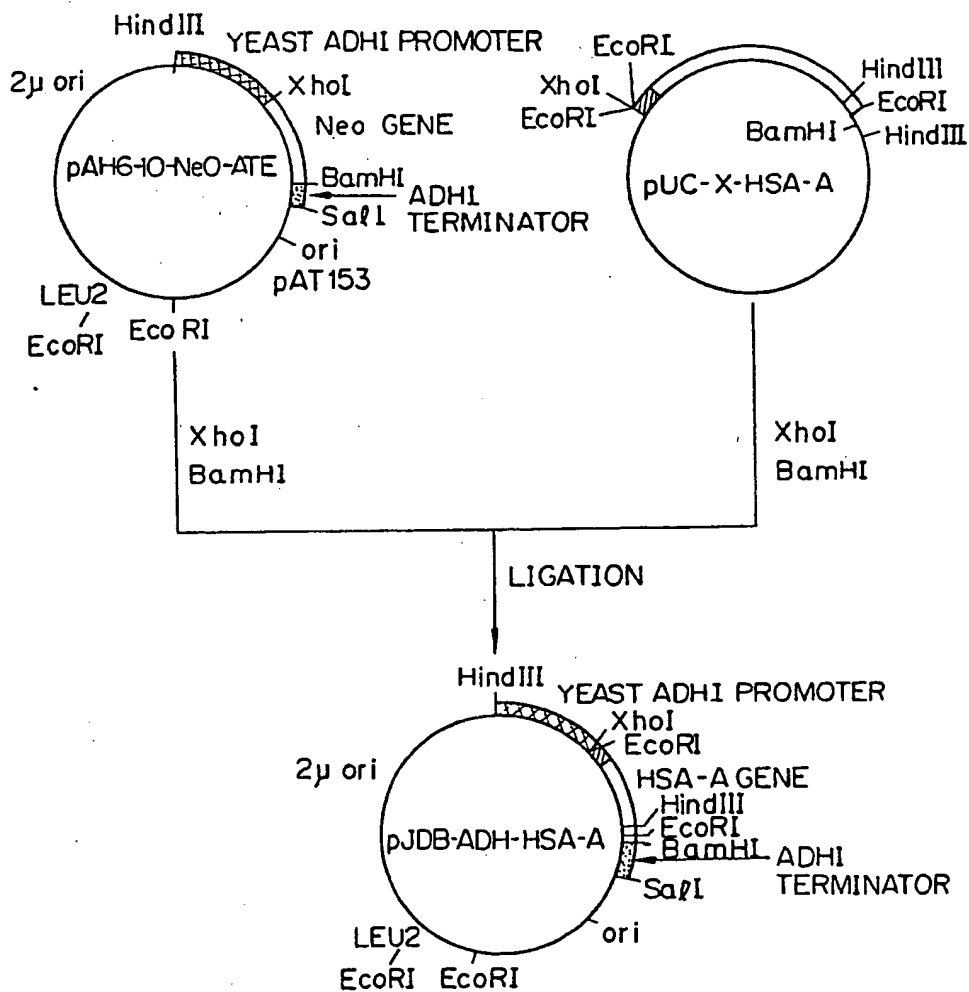 HindIII
YEAST ADHI PROMOTER
2µ ori
XhoI
Neo GENE
pAH6-IO-NeO-ATE
BamHI
ADHI
TERMINATOR
SalI
ori
pAT153
LEU2
EcoRI
EcoRI
EcoRI
XhoI
EcoRI
HindIII
EcoRI
BamHI
HindIII
pUC-X-HSA-A
XhoI
BamHI
XhoI
BamHI
LIGATION
HindIII
YEAST ADHI PROMOTER
XhoI
EcoRI
2µ ori
HSA-A GENE
HindIII
EcoRI
BamHI
pJDB-ADH-HSA-A
ADHI
TERMINATOR
SalI
ori
LEU2
EcoRI
EcoRI